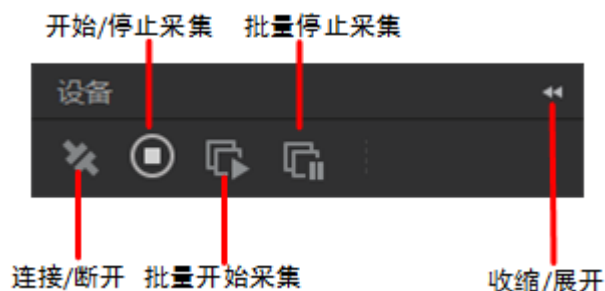 开始/停止采集
批量停止采集
设备
连接/断开
批量开始采集
收缩/展开